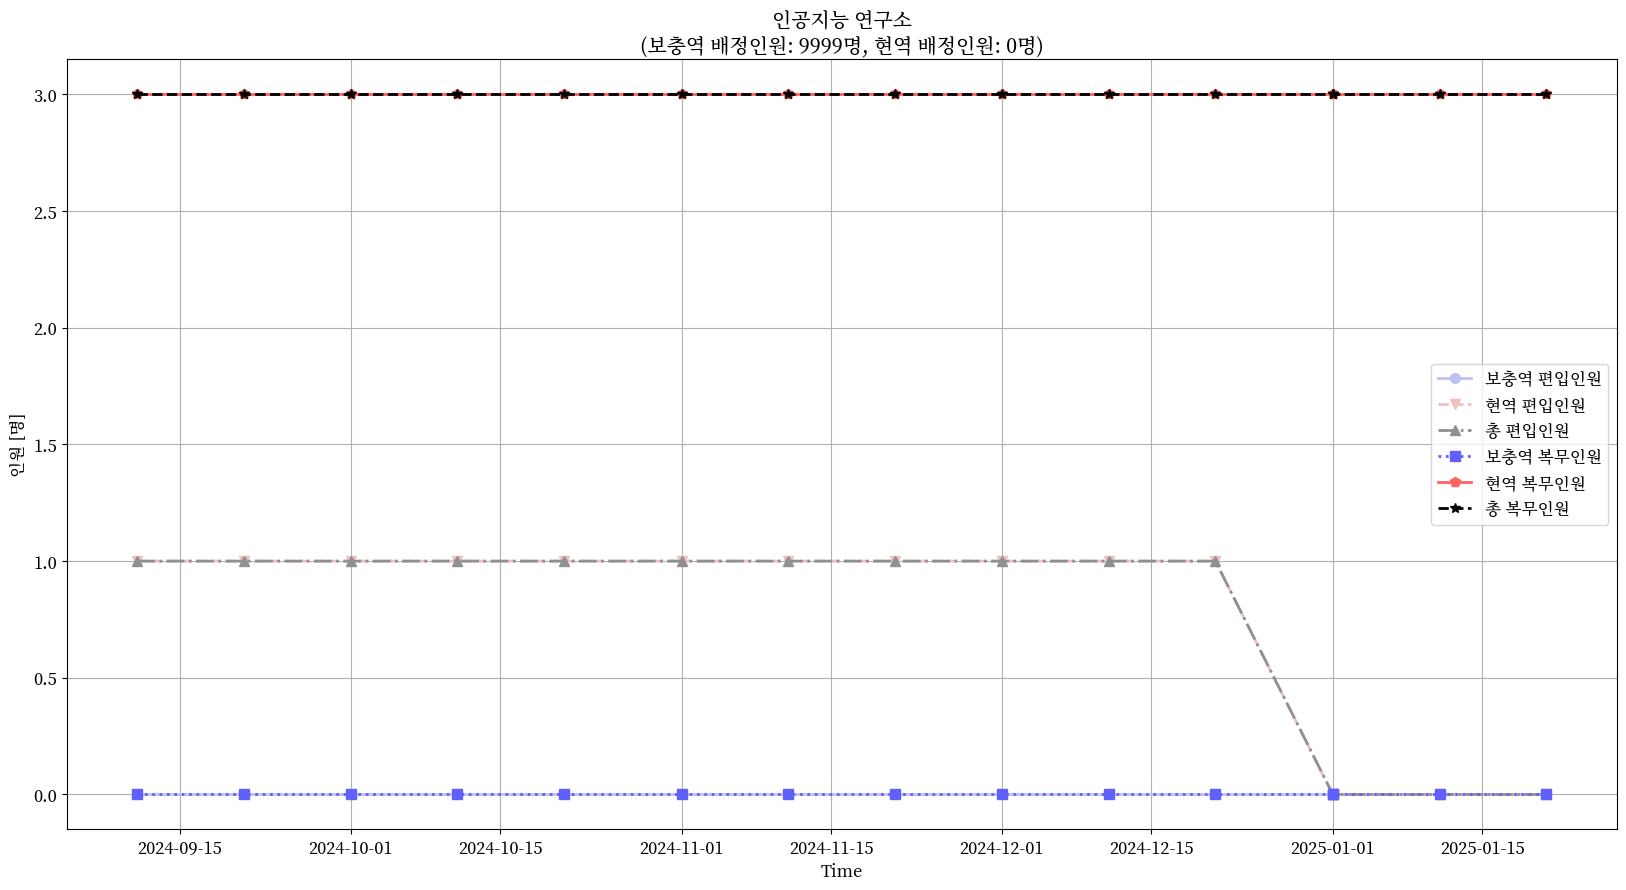 인공지능 연구소
(보충역 배정인원: 9999명, 현역 배정인원: 0명)
3.0
2.5
2.0
1.5
1.0
0.5
0.0
인원 [명]
보충역 편입인원
현역 편입인원
총 편입인원
보충역 복무인원
현역 복무인원
총 복무인원
2024-09-15 2024-10-01 2024-10-15 2024-11-01 2024-11-15 2024-12-01 2024-12-15 2025-01-01 2025-01-15
Time